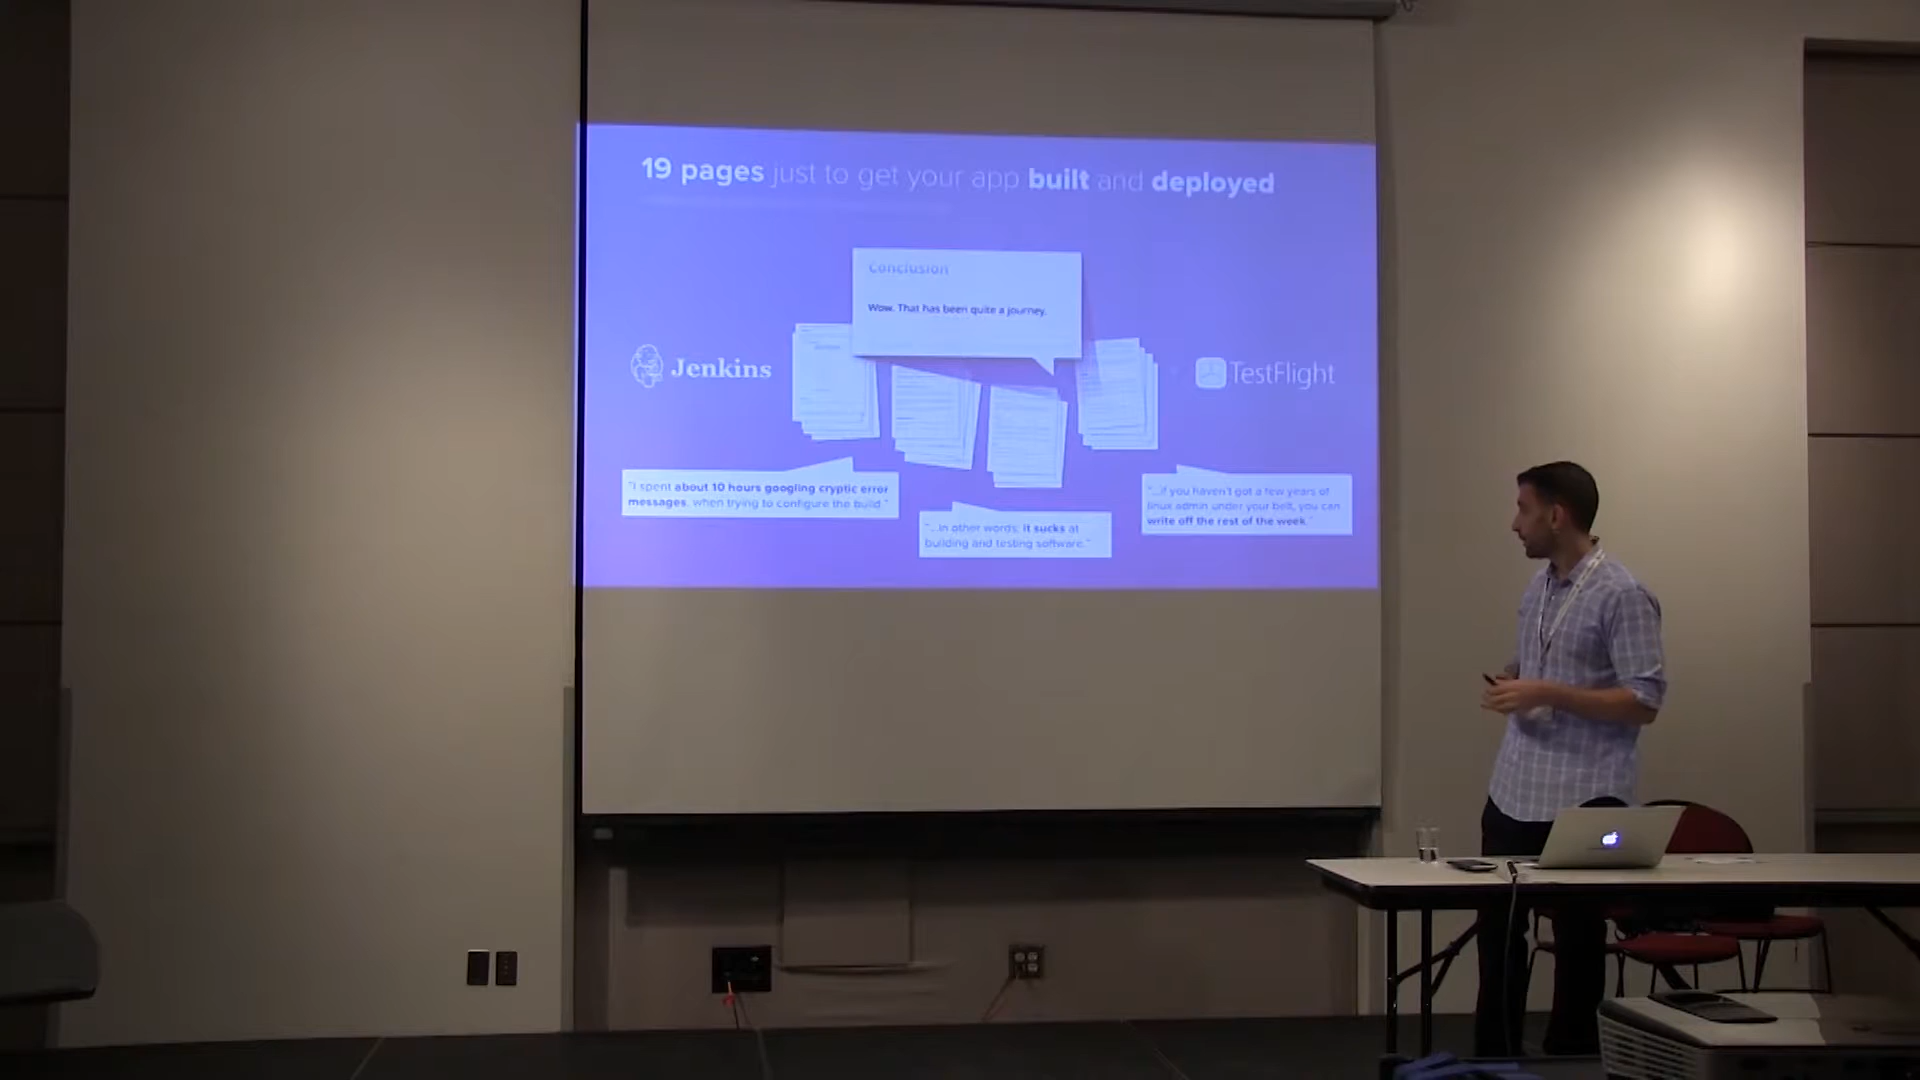 19 pages just to get your app built and deployed
Conclusion
Wow. That has been quite a journey.
Jenkins
TestFlight
"I spent about 10 hours googling cryptic error
messages, when trying to configure the build."
"...In other words: it sucks at
building and testing software."
"...if you haven't got a few years of
linux admin under your belt, you can
write off the rest of the week."